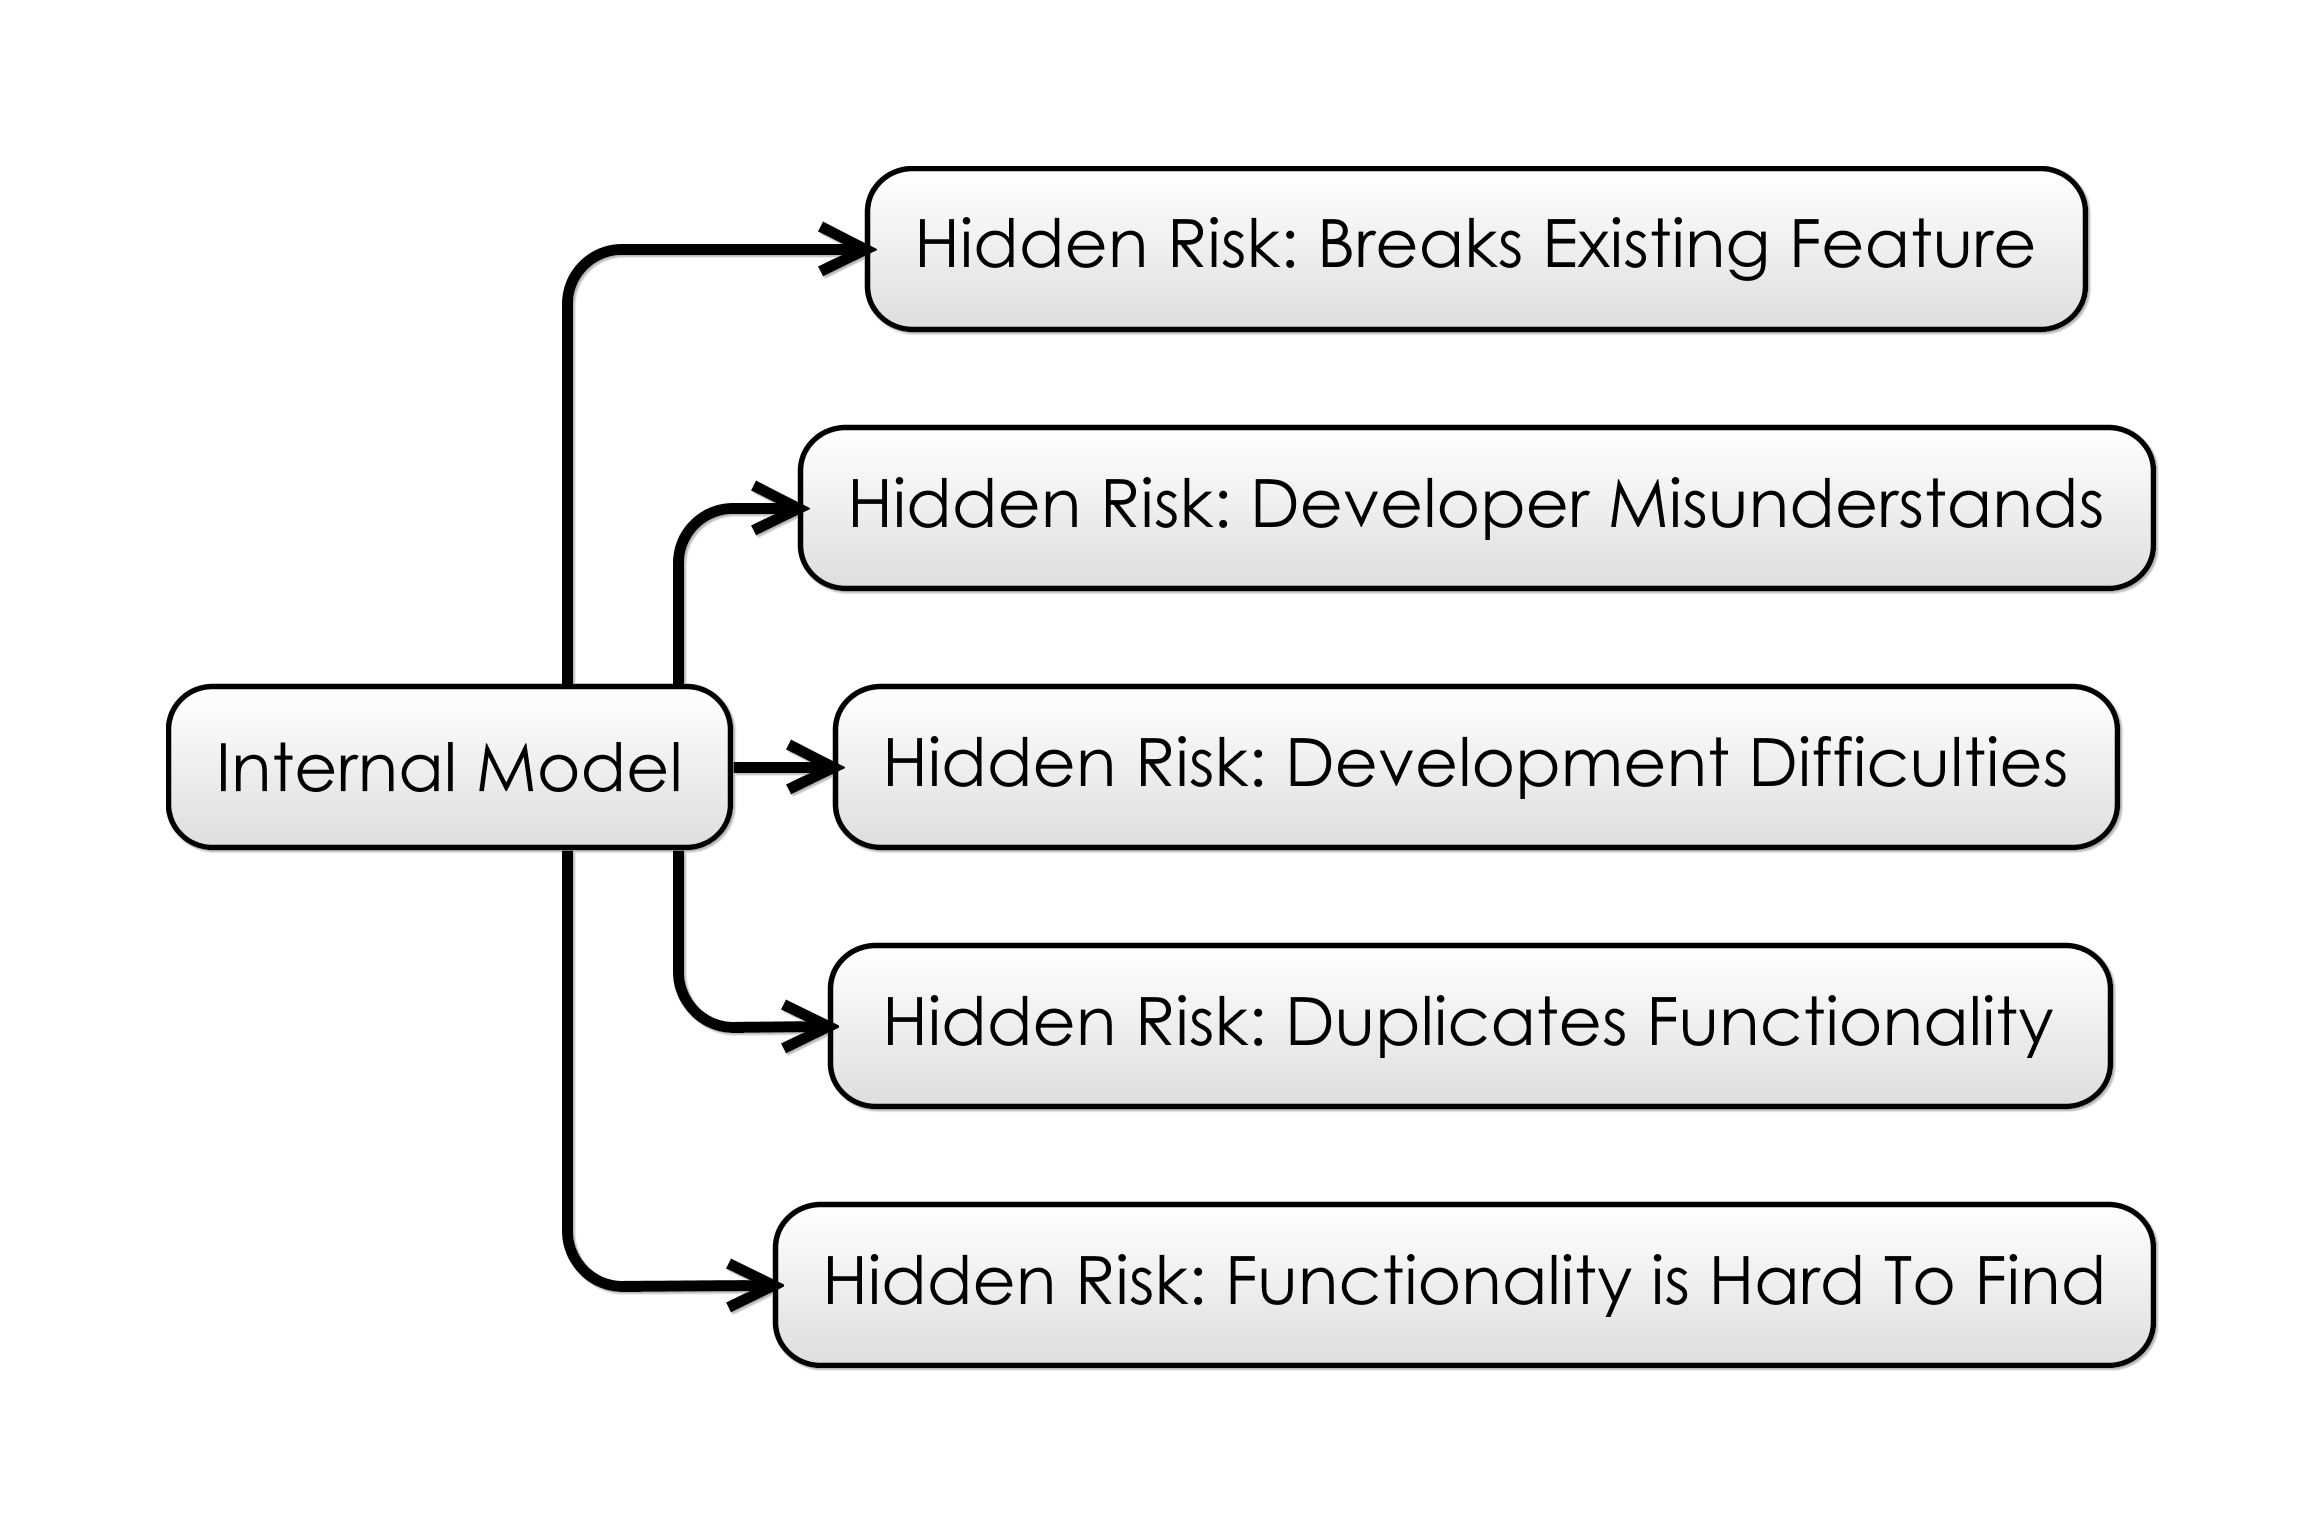 Hidden Risk: Breaks Existing Feature
Hidden Risk: Developer Misunderstands
Internal Model
Hidden Risk: Development Difficulties
Hidden Risk: Duplicates Functionality
Hidden Risk: Functionality is Hard To Find